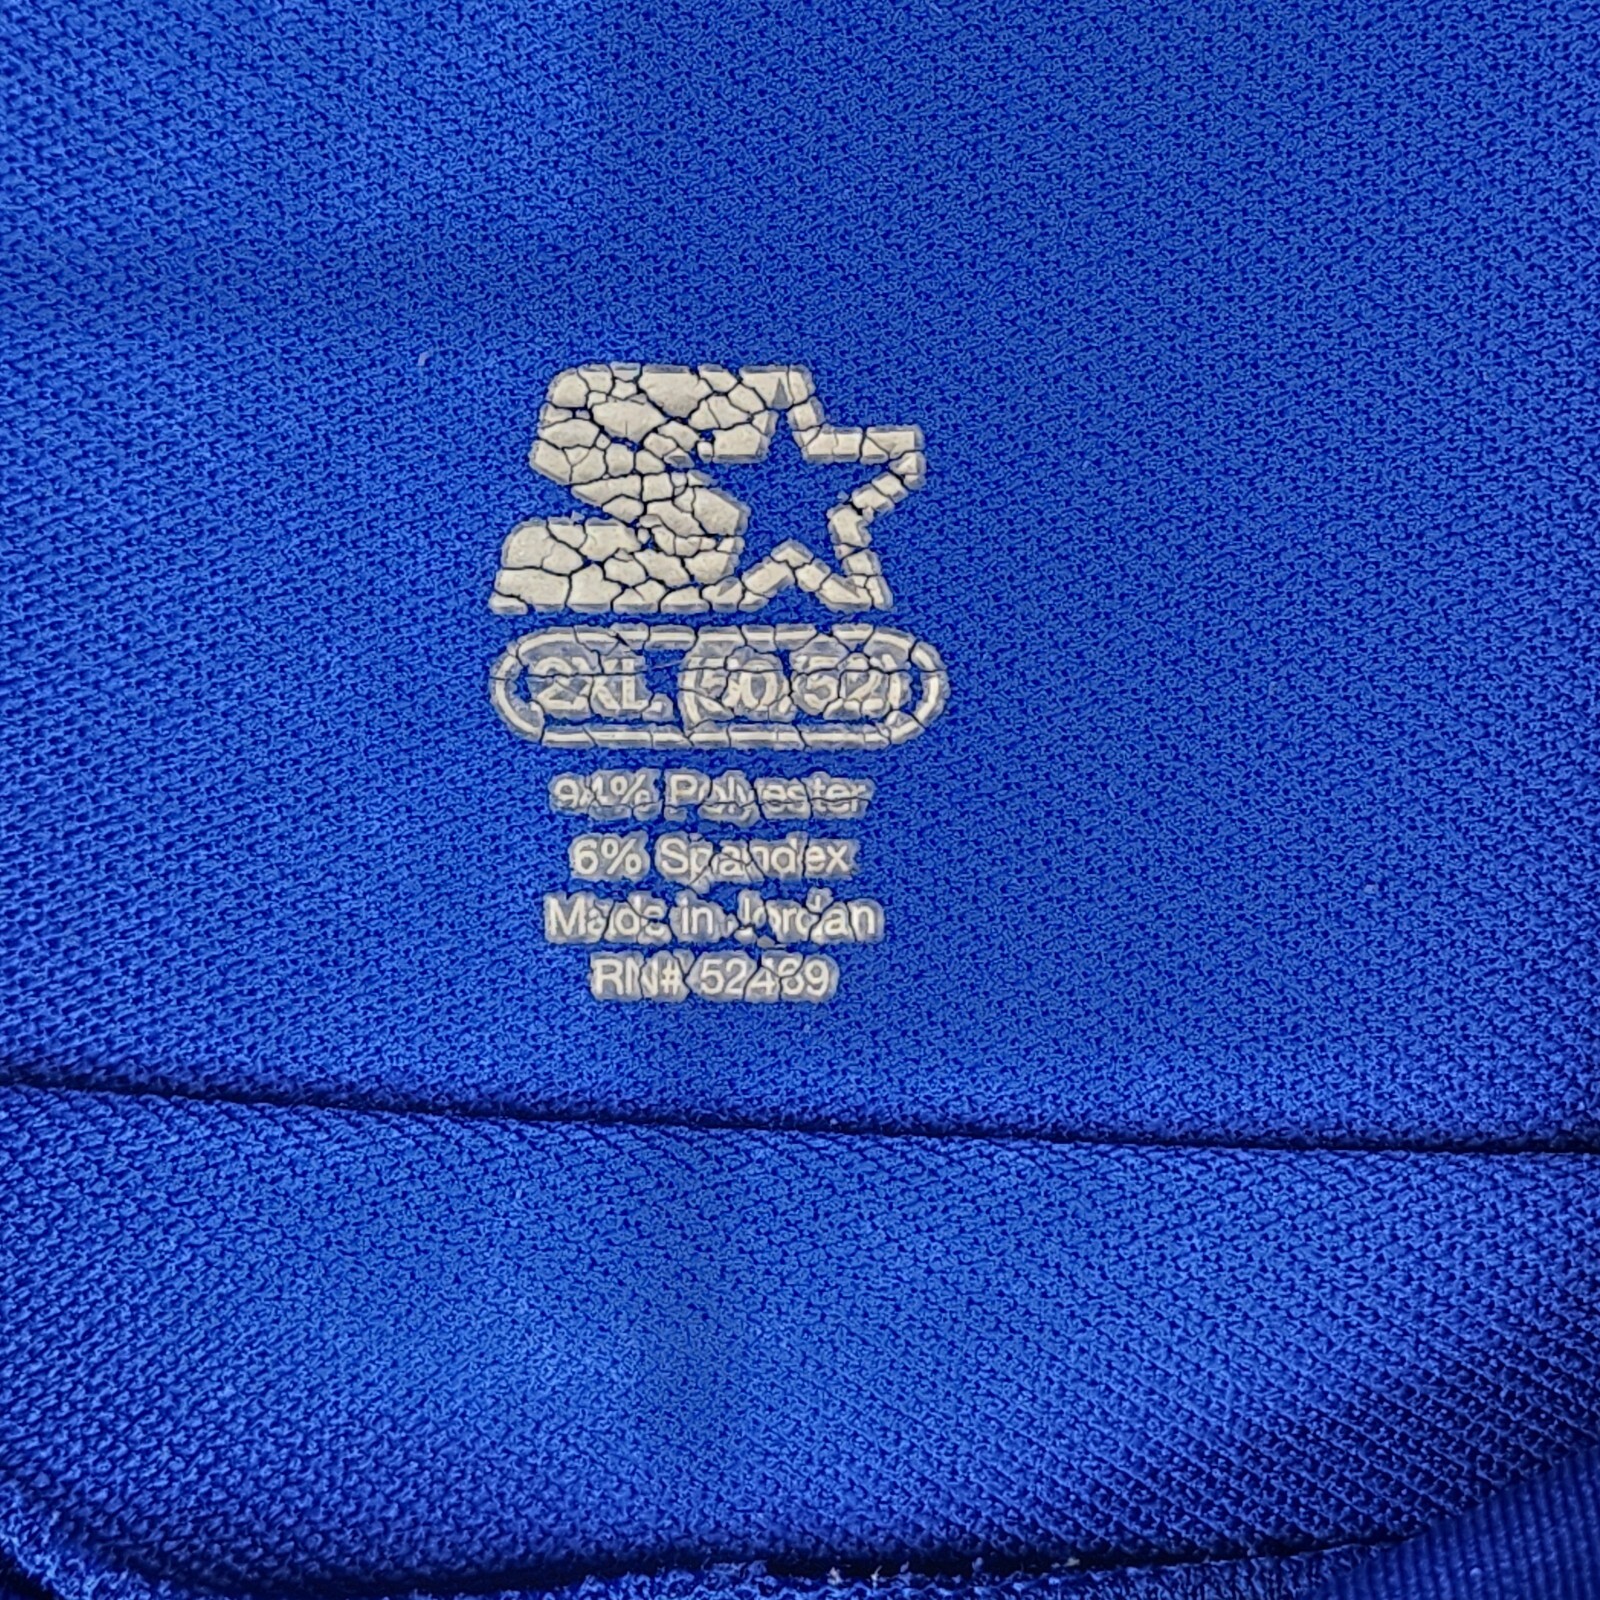 2XL (50/52)
94% Polyester
6% Spandex
Made in Jordan
RN# 52469